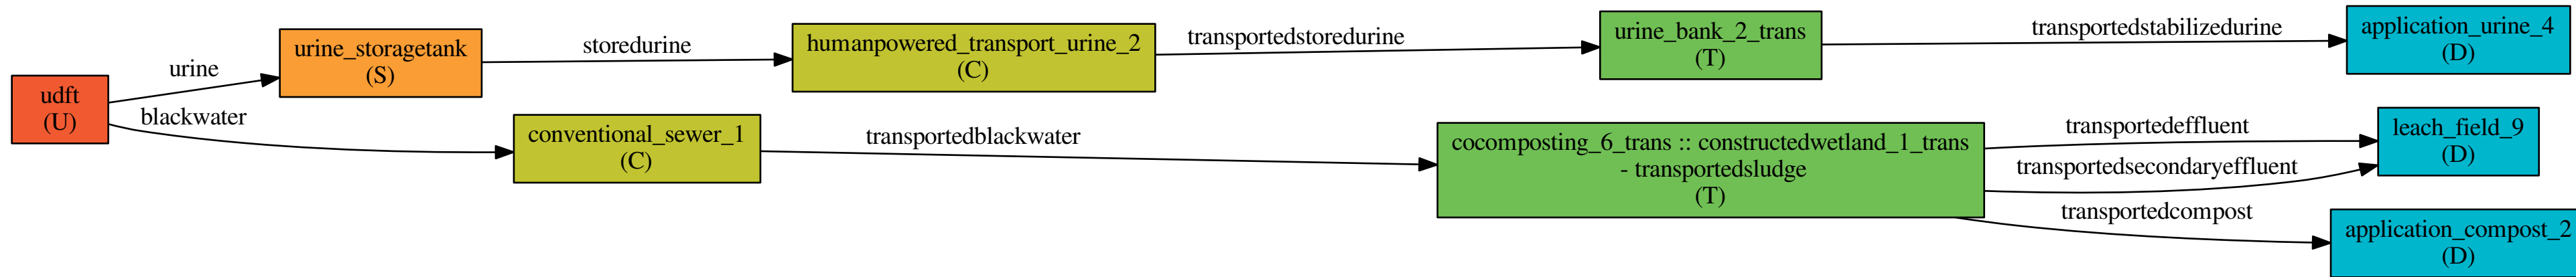 udft
(U)
urine
blackwater
urine_storagetank
(S)
storedurine
conventional_sewer_1
(C)
humanpowered_transport_urine_2
(C)
transportedblackwater
transportedstoredurine
urine_bank_2_trans
(T)
cocomposting_6_trans :: constructedwetland_1_trans
- transportedsludge
(T)
transportedstabilizedurine
application_urine_4
(D)
transportedeffluent
transportedsecondaryeffluent
leach_field_9
(D)
transportedcompost
application_compost_2
(D)